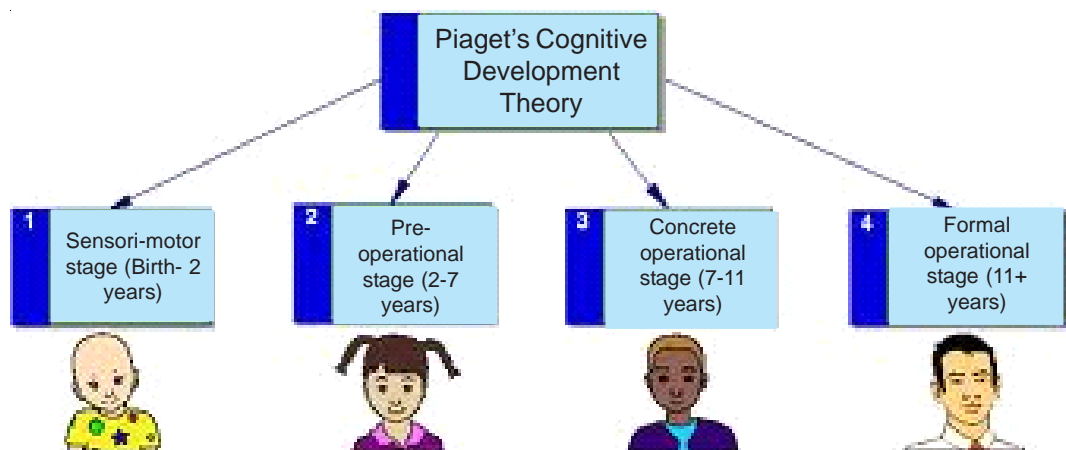 Piaget's Cognitive
Development
Theory
1
Sensori-motor
stage (Birth- 2
years)
2
Pre-
operational
stage (2-7
years)
3
Concrete
operational
stage (7-11
years)
4
Formal
operational
stage (11+
years)